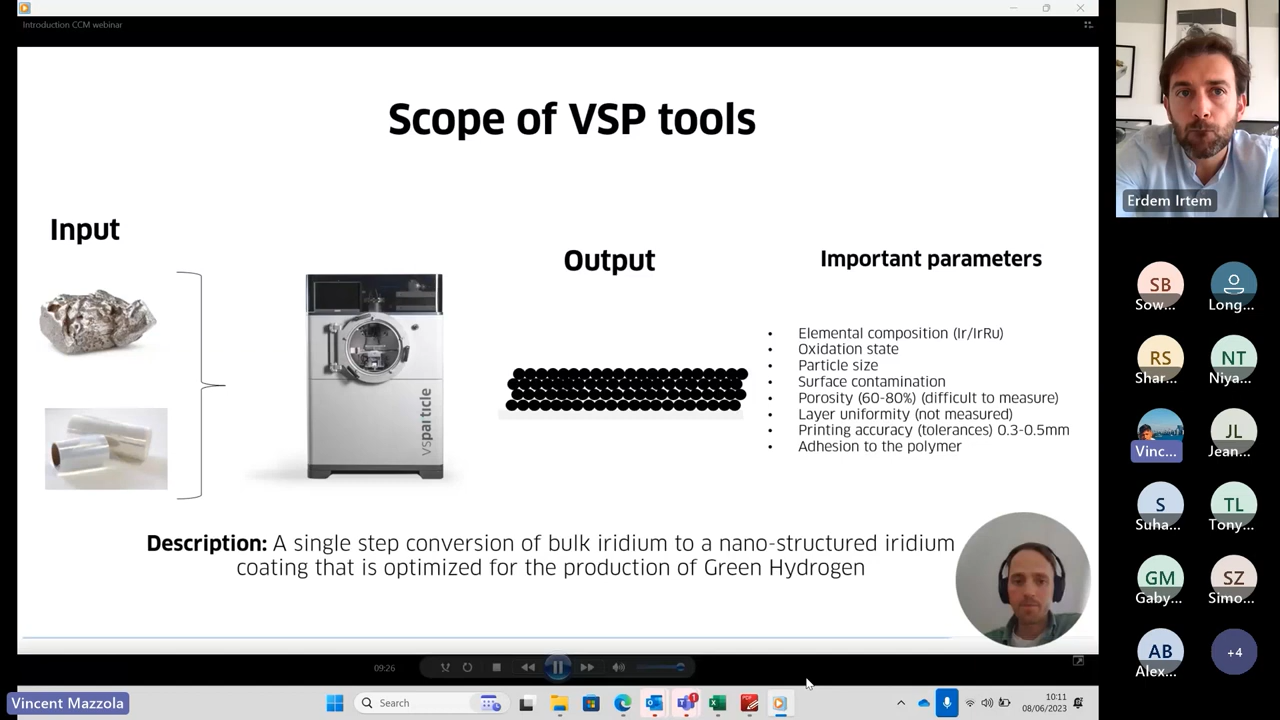 Introduction CCM webinar
Scope of VSP tools
Input
Output
Important parameters
• Elemental composition (Ir/IrRu)
• Oxidation state
• Particle size
• Surface contamination
• Porosity (60-80%) (difficult to measure)
• Layer uniformity (not measured)
• Printing accuracy (tolerances) 0.3-0.5mm
• Adhesion to the polymer
vsparticle
Description: A single step conversion of bulk iridium to a nano-structured iridium
coating that is optimized for the production of Green Hydrogen
09:26
Vincent Mazzola
Search
1
10:11
08/06/2023
Erdem Irtem
SB
Sow...
Long...
RS
Shar...
NT
Niya...
Vinc...
JL
Jean...
S
Suha...
TL
Tony...
GM
Gaby...
SZ
Simo...
AB
Alex...
+4